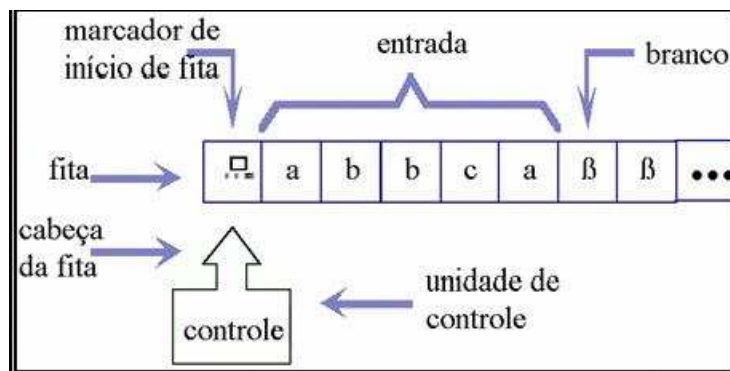 marcador de
início de fita
entrada
branco
fita
a b b c a ß ß ...
cabeça
da fita
controle
unidade de
controle